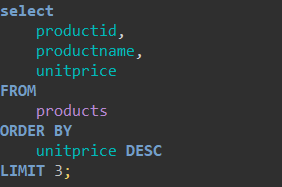 select
    productid,
    productname,
    unitprice
FROM
    products
ORDER BY
    unitprice DESC
LIMIT 3;